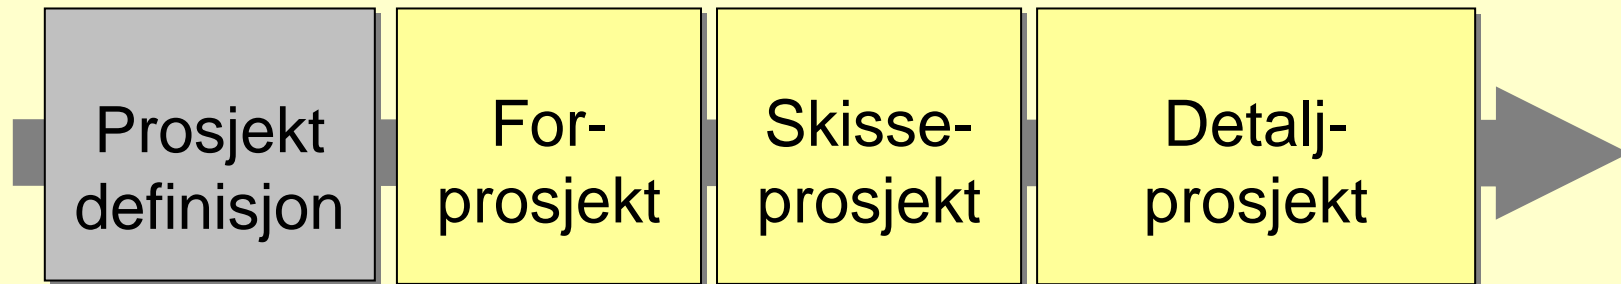 Prosjekt
definisjon
For-
prosjekt
Skisse-
prosjekt
Detalj-
prosjekt